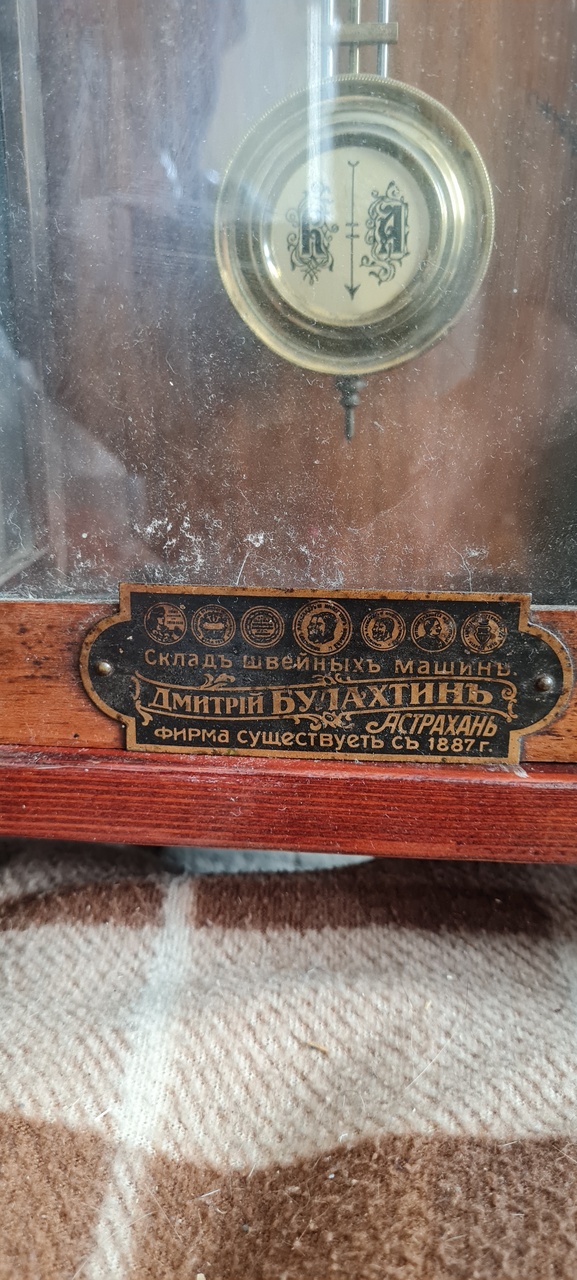 R A
Складъ швейныхъ машинъ.
Дмитрій Булахтинъ
Астрахань
фирма существуетъ съ 1887 г.